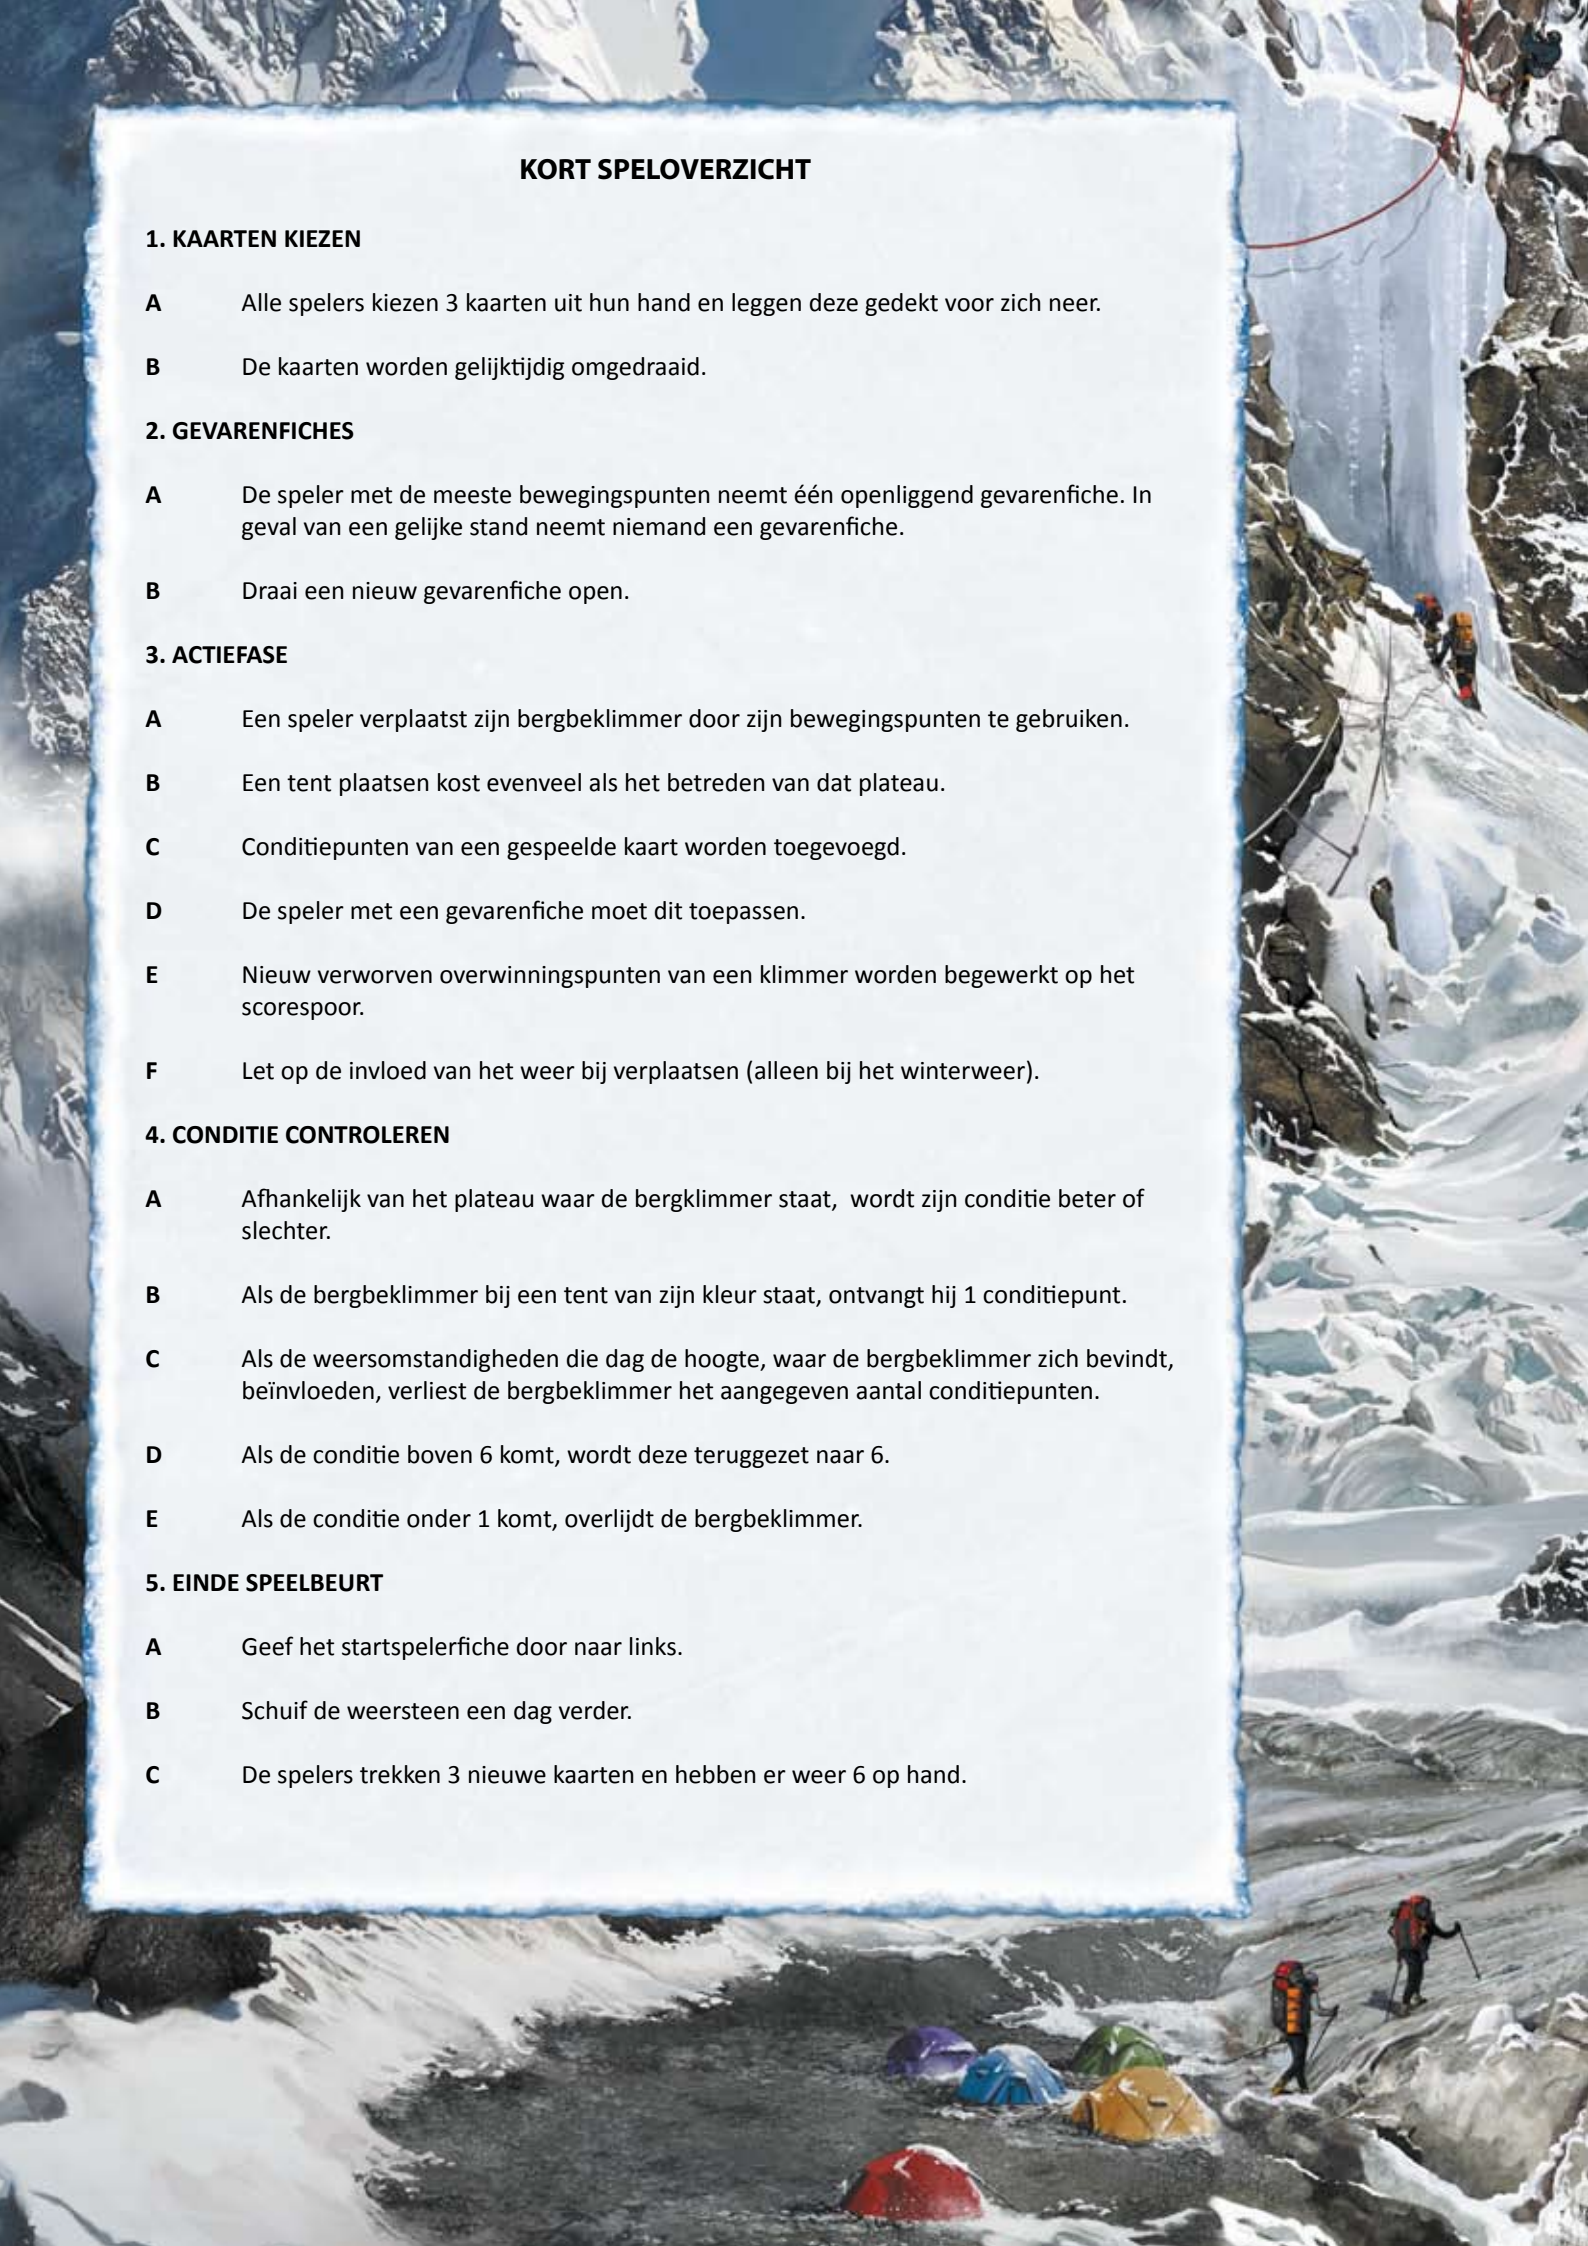 KORT SPELOVERZICHT
1. KAARTEN KIEZEN
A Alle spelers kiezen 3 kaarten uit hun hand en leggen deze gedekt voor zich neer.
B De kaarten worden gelijktijdig omgedraaid.
2. GEVARENFICHES
A De speler met de meeste bewegingspunten neemt één openliggend gevarenfiche. In
geval van een gelijke stand neemt niemand een gevarenfiche.
B Draai een nieuw gevarenfiche open.
3. ACTIEFASE
A Een speler verplaatst zijn bergbeklimmer door zijn bewegingspunten te gebruiken.
B Een tent plaatsen kost evenveel als het betreden van dat plateau.
C Conditiepunten van een gespeelde kaart worden toegevoegd.
D De speler met een gevarenfiche moet dit toepassen.
E Nieuw verworven overwinningspunten van een klimmer worden begewerkt op het
scorespoor.
F Let op de invloed van het weer bij verplaatsen (alleen bij het winterweer).
4. CONDITIE CONTROLEREN
A Afhankelijk van het plateau waar de bergklimmer staat, wordt zijn conditie beter of
slechter.
B Als de bergbeklimmer bij een tent van zijn kleur staat, ontvangt hij 1 conditiepunt.
C Als de weersomstandigheden die dag de hoogte, waar de bergbeklimmer zich bevindt,
beïnvloeden, verliest de bergbeklimmer het aangegeven aantal conditiepunten.
D Als de conditie boven 6 komt, wordt deze teruggezet naar 6.
E Als de conditie onder 1 komt, overlijdt de bergbeklimmer.
5. EINDE SPEELBEURT
A Geef het startspelerfiche door naar links.
B Schuif de weersteen een dag verder.
C De spelers trekken 3 nieuwe kaarten en hebben er weer 6 op hand.